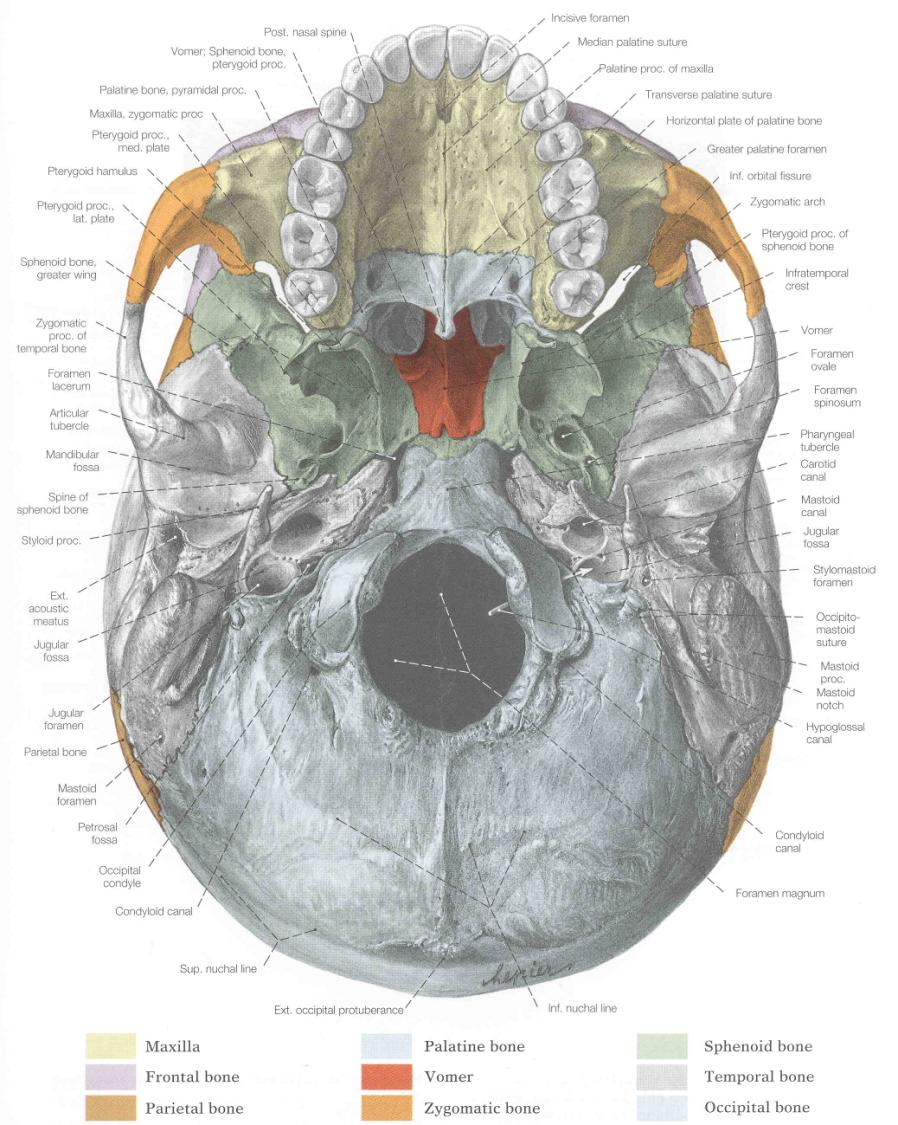 Post. nasal spine
Vomer; Sphenoid bone,
pterygoid proc.
Palatine bone, pyramidal proc.
Maxilla, zygomatic proc
Pterygoid proc.,
med. plate
Pterygoid hamulus
Pterygoid proc.,
lat. plate
Sphenoid bone,
greater wing
Zygomatic
proc. of
temporal bone
Foramen
lacerum
Articular
tubercle
Mandibular
fossa
Spine of
sphenoid bone
Styloid proc.
Ext.
acoustic
meatus
Jugular
fossa
Jugular
foramen
Parietal bone
Mastoid
foramen
Petrosal
fossa
Occipital
condyle
Condyloid canal
Sup. nuchal line
Ext. occipital protuberance
Incisive foramen
Median palatine suture
Palatine proc. of maxilla
Transverse palatine suture
Horizontal plate of palatine bone
Greater palatine foramen
Inf. orbital fissure
Zygomatic arch
Pterygoid proc. of
sphenoid bone
Infratemporal
crest
Vomer
Foramen
ovale
Foramen
spinosum
Pharyngeal
tubercle
Carotid
canal
Mastoid
canal
Jugular
fossa
Stylomastoid
foramen
Occipito-
mastoid
suture
Mastoid
proc.
Mastoid
notch
Hypoglossal
canal
Condyloid
canal
Foramen magnum
Inf. nuchal line
lepier
Maxilla
Palatine bone
Sphenoid bone
Frontal bone
Vomer
Temporal bone
Parietal bone
Zygomatic bone
Occipital bone